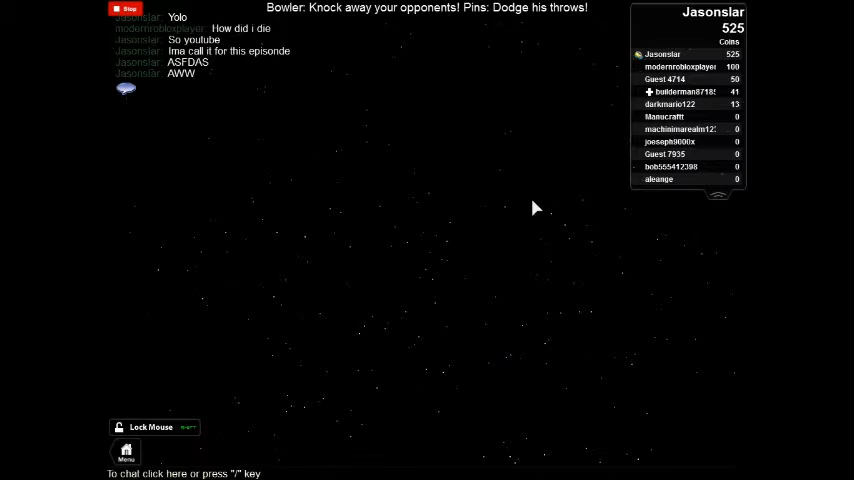 Stop
Bowler: Knock away your opponents! Pins: Dodge his throws!
Jasonslar: Yolo
modernrobloxplayer: How did i die
Jasonslar: So youtube
Jasonslar: Ima call it for this episonde
Jasonslar: ASFDAS
Jasonslar: AWW
Jasonslar
525
Coins
Jasonslar 525
modernrobloxplayer 100
Guest 4714 50
builderman8718 41
darkmario122 13
Manucraftt 0
machinimarealm12 0
joeseph9000x 0
Guest 7935 0
bob555412398 0
aleange 0
Lock Mouse
Menu
To chat click here or press "/" key